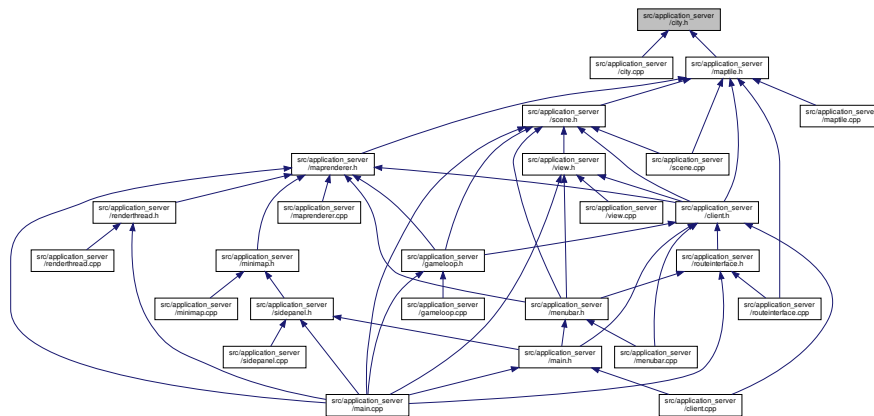 src/application_server
/city.h
src/application_server
/city.cpp
src/application_server
/maptile.h
src/application_server
/scene.h
src/application_server
/maptile.cpp
src/application_server
/maprenderer.h
src/application_server
/view.h
src/application_server
/scene.cpp
src/application_server
/renderthread.h
src/application_server
/maprenderer.cpp
src/application_server
/view.cpp
src/application_server
/client.h
src/application_server
/renderthread.cpp
src/application_server
/minimap.h
src/application_server
/gameloop.h
src/application_server
/routeinterface.h
src/application_server
/minimap.cpp
src/application_server
/sidepanel.h
src/application_server
/gameloop.cpp
src/application_server
/menubar.h
src/application_server
/routeinterface.cpp
src/application_server
/sidepanel.cpp
src/application_server
/main.h
src/application_server
/menubar.cpp
src/application_server
/main.cpp
src/application_server
/client.cpp